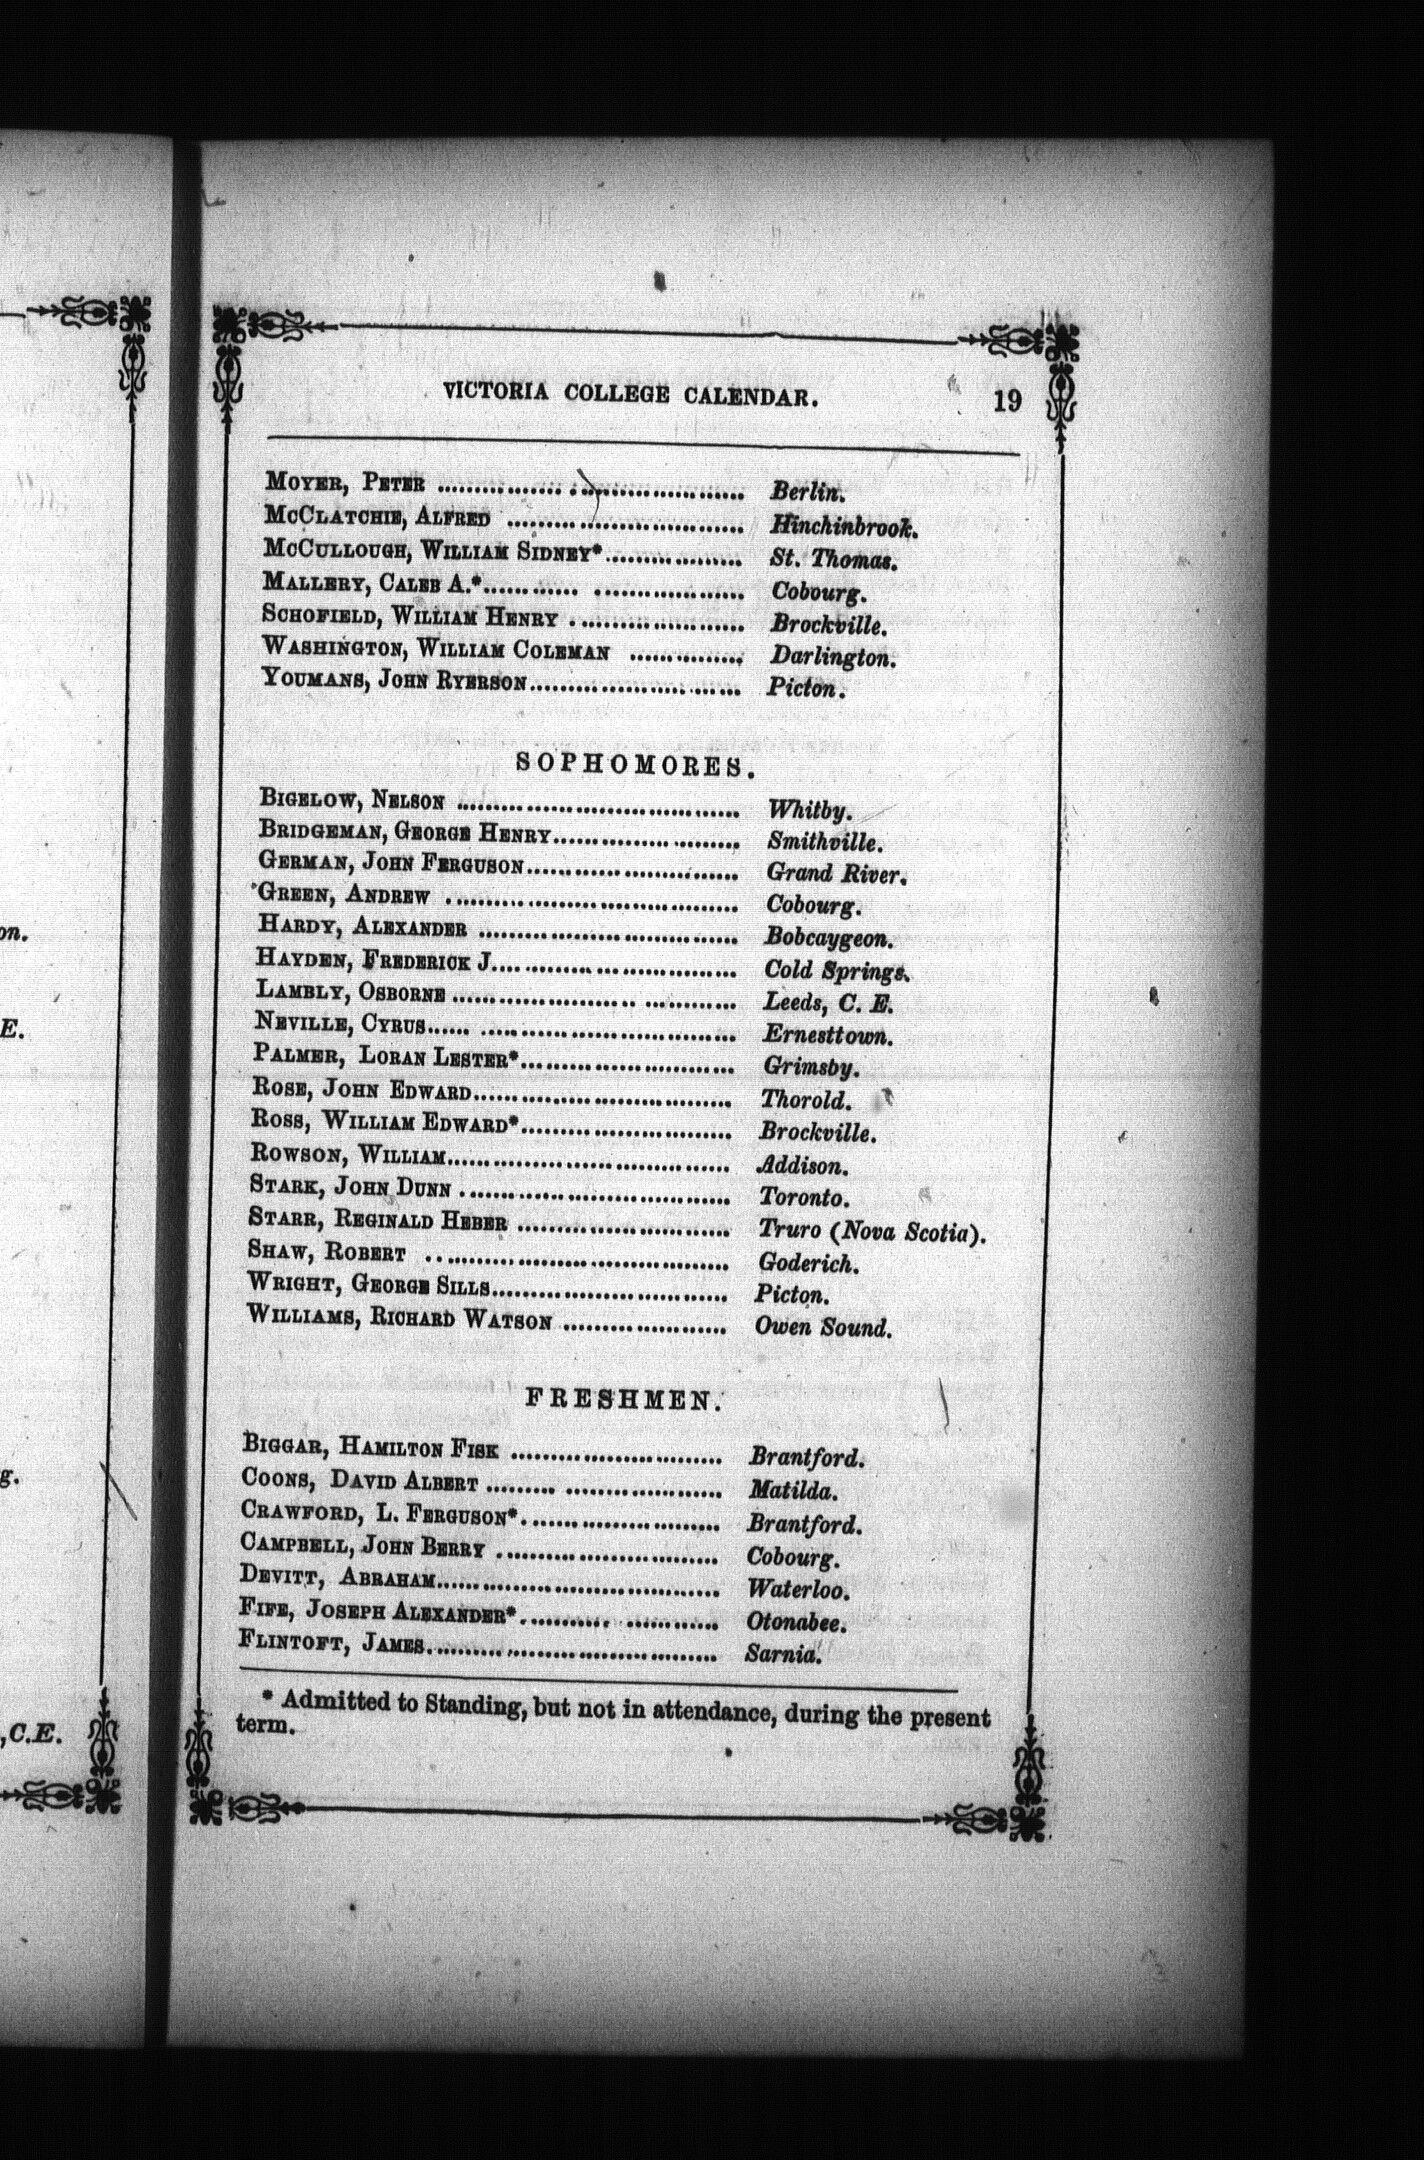 VICTORIA COLLEGE CALENDAR. 19
MOYER, PETER .......... Berlin.
MCCLATCHIE, ALFRED .......... Hinchinbrook.
MCCULLOUGH, WILLIAM SIDNEY* .......... St. Thomas.
MALLERY, CALEB A.* .......... Cobourg.
SCHOFIELD, WILLIAM HENRY .......... Brockville.
WASHINGTON, WILLIAM COLEMAN .......... Darlington.
YOUMANS, JOHN RYERSON .......... Picton.
SOPHOMORES.
BIGELOW, NELSON .......... Whitby.
BRIDGEMAN, GEORGE HENRY .......... Smithville.
GERMAN, JOHN FERGUSON .......... Grand River.
GREEN, ANDREW .......... Cobourg.
HARDY, ALEXANDER .......... Bobcaygeon.
HAYDEN, FREDERICK J. .......... Cold Springs.
LAMBLY, OSBORNE .......... Leeds, C. E.
NEVILLE, CYRUS .......... Ernesttown.
PALMER, LORAN LESTER* .......... Grimsby.
ROSE, JOHN EDWARD .......... Thorold.
ROSS, WILLIAM EDWARD* .......... Brockville.
ROWSON, WILLIAM .......... Addison.
STARK, JOHN DUNN .......... Toronto.
STARR, REGINALD HEBER .......... Truro (Nova Scotia).
SHAW, ROBERT .......... Goderich.
WRIGHT, GEORGE SILLS .......... Picton.
WILLIAMS, RICHARD WATSON .......... Owen Sound.
FRESHMEN.
BIGGAR, HAMILTON FISK .......... Brantford.
COONS, DAVID ALBERT .......... Matilda.
CRAWFORD, L. FERGUSON* .......... Brantford.
CAMPBELL, JOHN BERRY .......... Cobourg.
DEVITT, ABRAHAM .......... Waterloo.
FIFE, JOSEPH ALEXANDER* .......... Otonabee.
FLINTOFT, JAMES .......... Sarnia.
* Admitted to Standing, but not in attendance, during the present
term.
on.
E.
g.
,C.E.